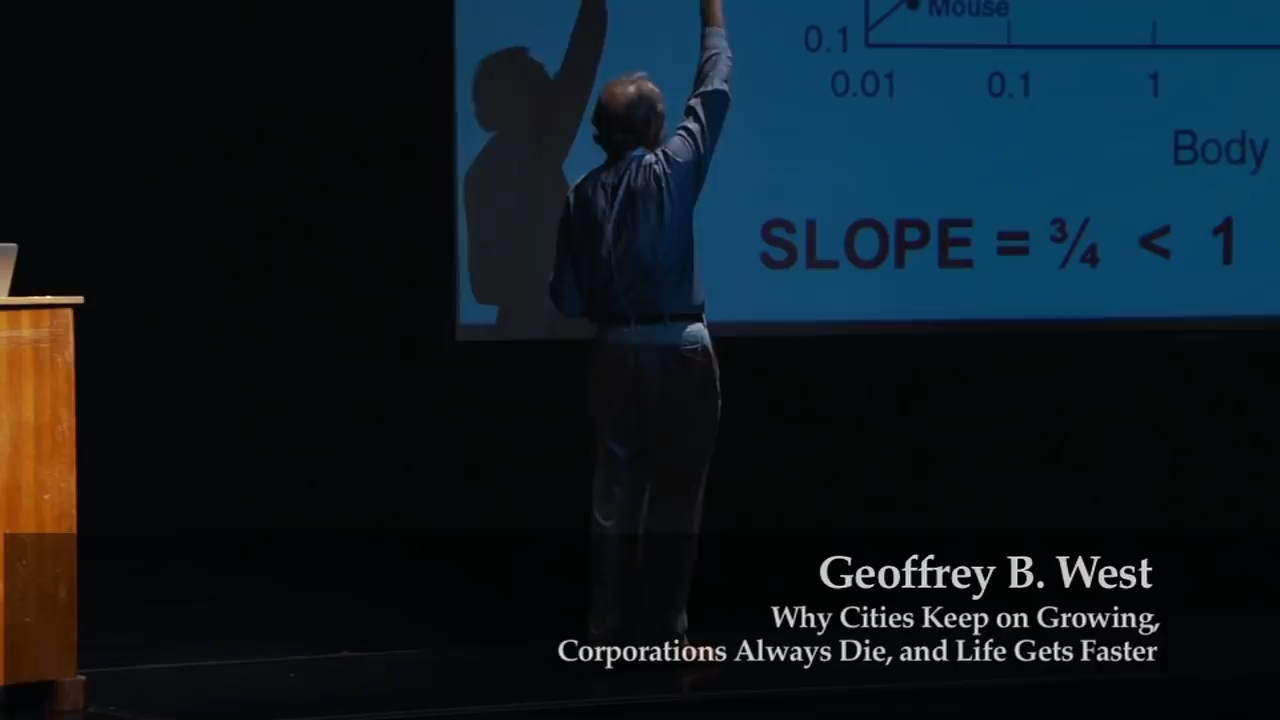 Mouse
0.1
0.01 0.1 1
Body
SLOPE = ¾ < 1
Geoffrey B. West
Why Cities Keep on Growing,
Corporations Always Die, and Life Gets Faster